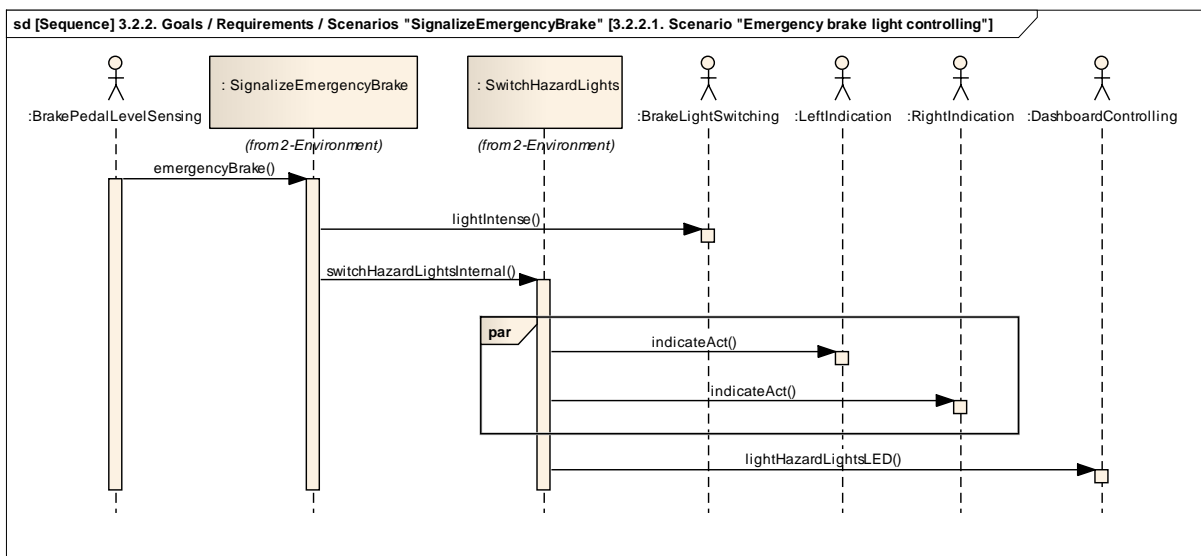 sd [Sequence] 3.2.2. Goals / Requirements / Scenarios "SignalizeEmergencyBrake" [3.2.2.1. Scenario "Emergency brake light controlling"]
:BrakePedalLevelSensing
: SignalizeEmergencyBrake
(from 2-Environment)
: SwitchHazardLights
(from 2-Environment)
:BrakeLightSwitching
:LeftIndication
:RightIndication
:DashboardControlling
emergencyBrake()
lightIntense()
switchHazardLightsInternal()
par
indicateAct()
indicateAct()
lightHazardLightsLED()